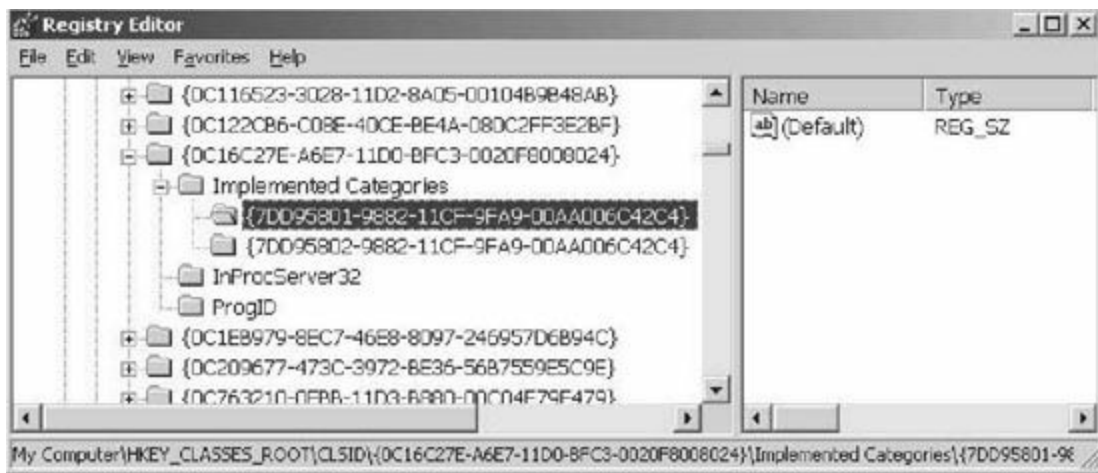 Registry Editor
File Edit View Favorites Help
{0C116523-3028-11D2-8A05-00104B9B48AB}
{0C122CB6-C08E-40CE-BE4A-080C2FF3E2BF}
{0C16C27E-A6E7-11D0-BFC3-0020F8008024}
Implemented Categories
{7DD95801-9882-11CF-9FA9-00AA006C42C4}
{7DD95802-9882-11CF-9FA9-00AA006C42C4}
InProcServer32
ProgID
{0C1EB979-8EC7-46E8-8097-246957D6B94C}
{0C209677-473C-3972-BE36-56B7559E5C9E}
Name Type
ab (Default) REG_SZ
My Computer\HKEY_CLASSES_ROOT\CLSID\{0C16C27E-A6E7-11D0-BFC3-0020F8008024}\Implemented Categories\{7DD95801-98